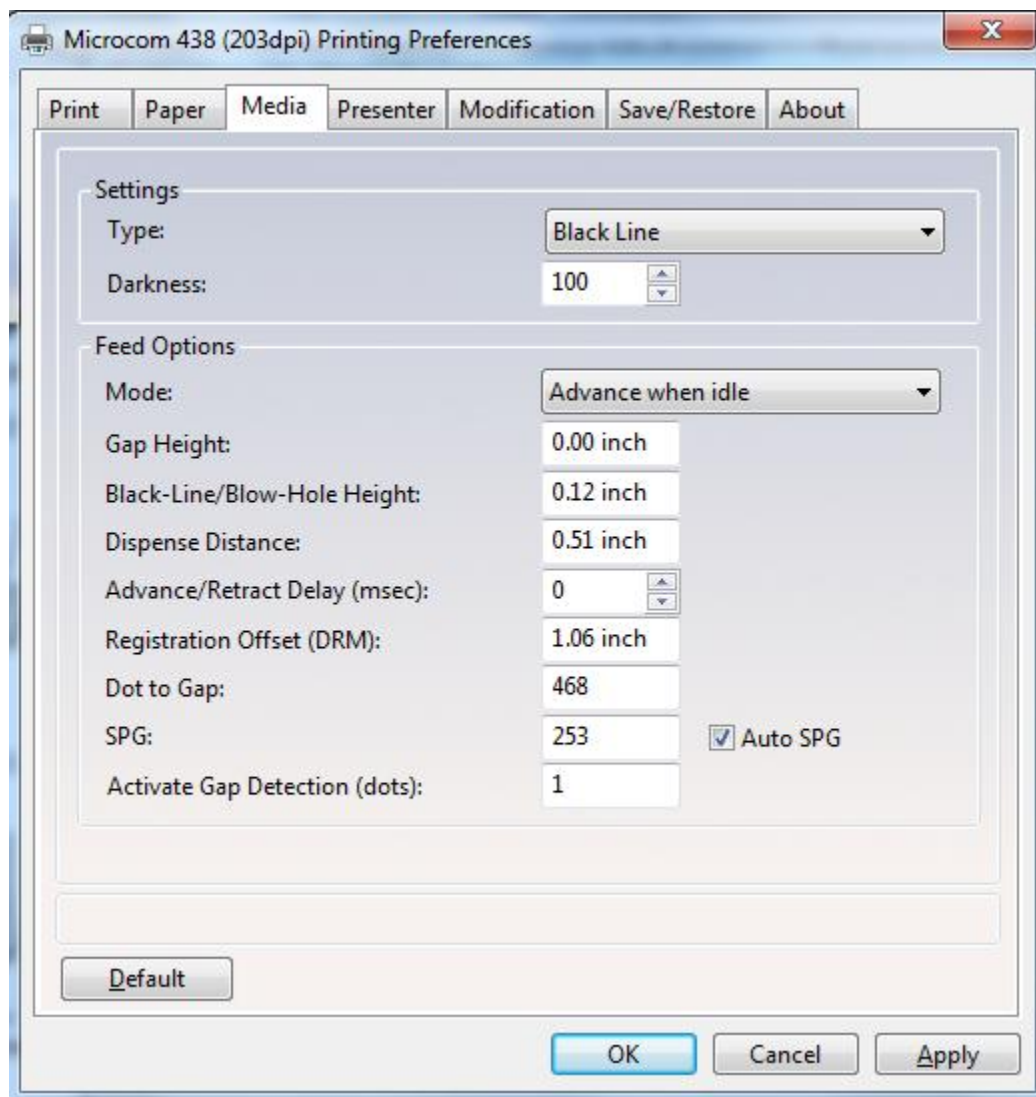 Microcom 438 (203dpi) Printing Preferences
Print Paper Media Presenter Modification Save/Restore About
Settings
Type: Black Line
Darkness: 100
Feed Options
Mode: Advance when idle
Gap Height: 0.00 inch
Black-Line/Blow-Hole Height: 0.12 inch
Dispense Distance: 0.51 inch
Advance/Retract Delay (msec): 0
Registration Offset (DRM): 1.06 inch
Dot to Gap: 468
SPG: 253 Auto SPG
Activate Gap Detection (dots): 1
Default
OK Cancel Apply